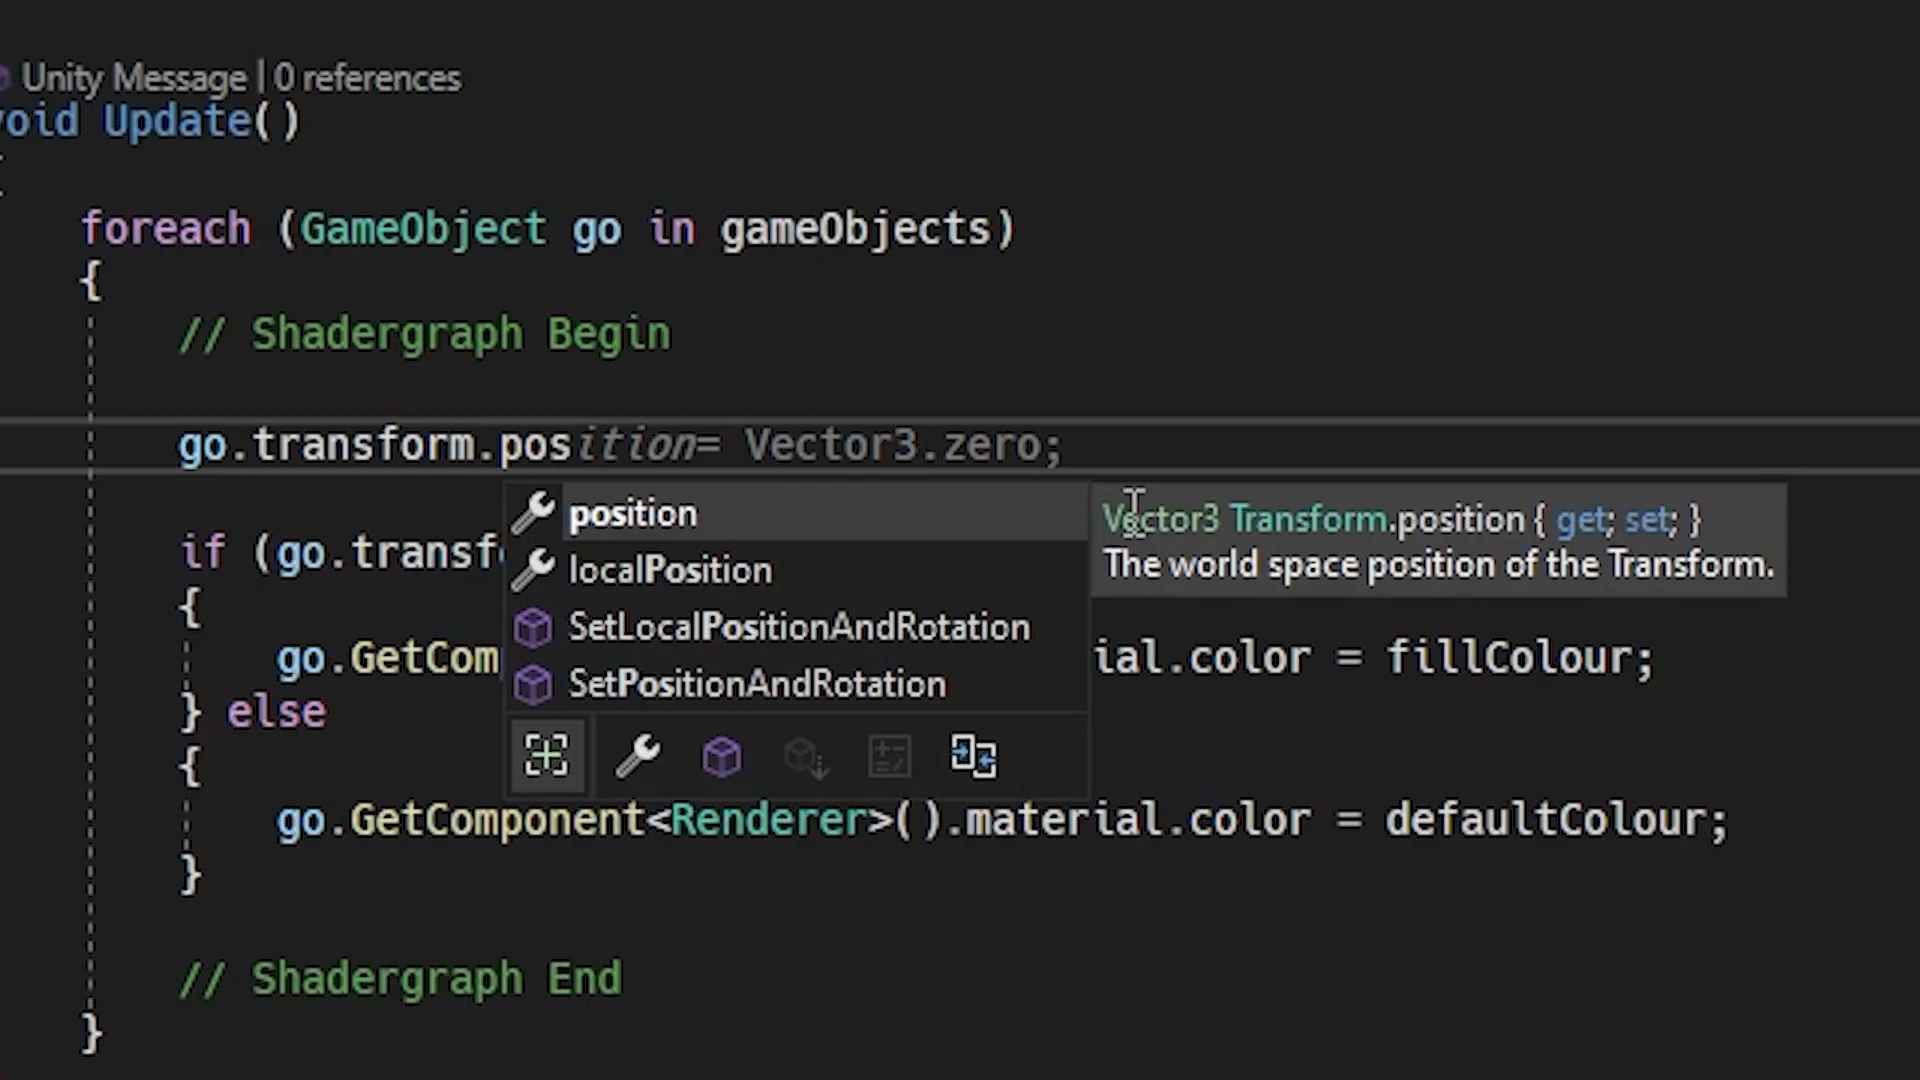 Unity Message | 0 references
void Update()
{
foreach (GameObject go in gameObjects)
{
// Shadergraph Begin
go.transform.position= Vector3.zero;
position
localPosition
SetLocalPositionAndRotation
SetPositionAndRotation
Vector3 Transform.position { get; set; }
The world space position of the Transform.
if (go.transf
{
go.GetCom
ial.color = fillColour;
} else
{
go.GetComponent<Renderer>().material.color = defaultColour;
}
// Shadergraph End
}